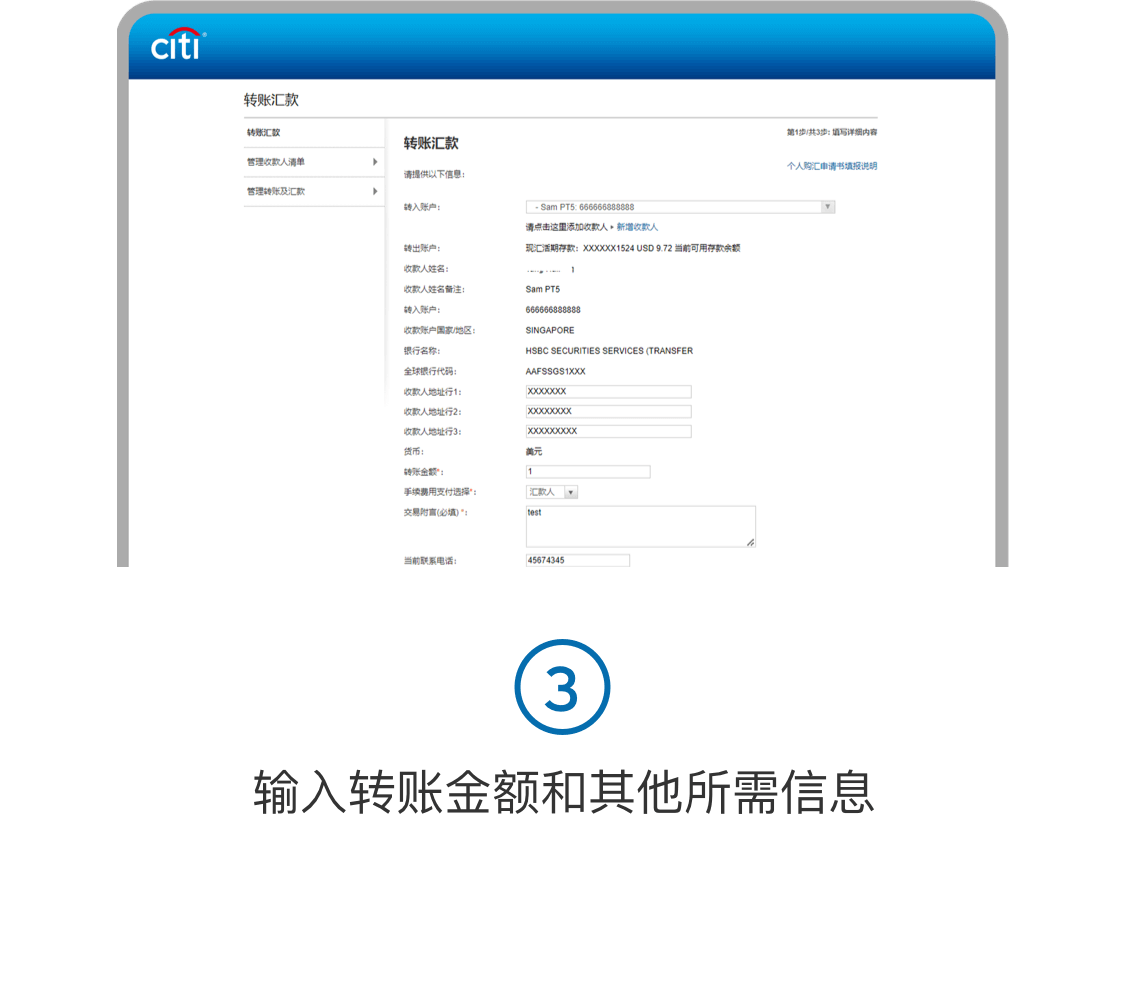 citi®
转账汇款
转账汇款
管理收款人清单
管理转账及汇款
转账汇款
第1步/共3步: 填写详细内容
个人购汇申请书填报说明
请提供以下信息:
转入账户: - Sam PT5: 666666888888
请点击这里添加收款人 新增收款人
转出账户: 现汇活期存款: XXXXXX1524 USD 9.72 当前可用存款余额
收款人姓名:
收款人姓名备注: Sam PT5
转入账户: 666666888888
收款账户国家/地区: SINGAPORE
银行名称: HSBC SECURITIES SERVICES (TRANSFER
全球银行代码: AAFSSGS1XXX
收款人地址行1: XXXXXXX
收款人地址行2: XXXXXXXX
收款人地址行3: XXXXXXXXX
货币: 美元
转账金额*: 1
手续费用支付选择*: 汇款人
交易附言(必填) *: test
当前联系电话: 45674345
3
输入转账金额和其他所需信息